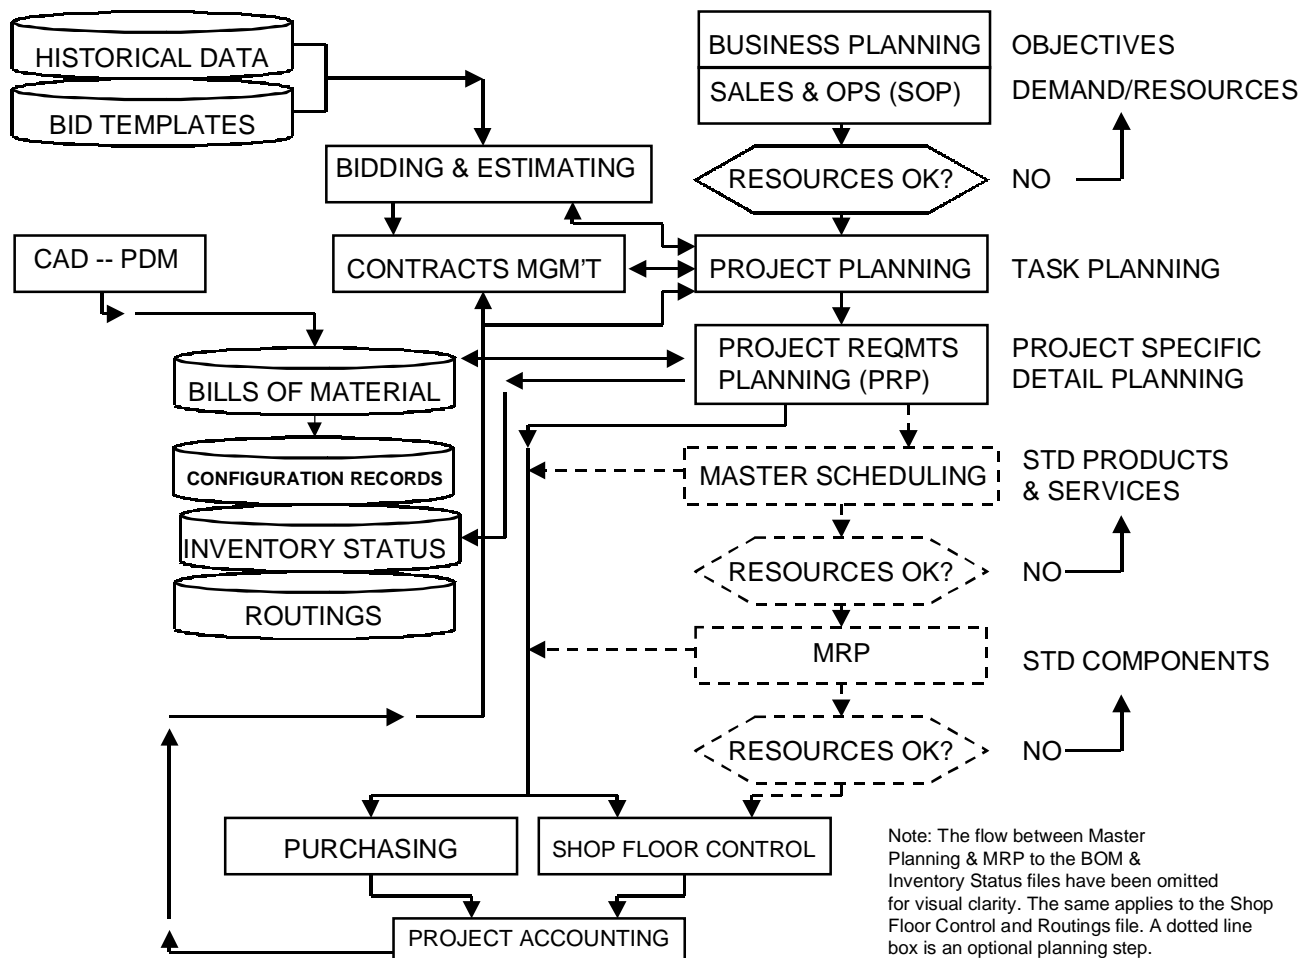 HISTORICAL DATA
BID TEMPLATES
BUSINESS PLANNING
OBJECTIVES
SALES & OPS (SOP)
DEMAND/RESOURCES
BIDDING & ESTIMATING
RESOURCES OK?
NO
CAD -- PDM
CONTRACTS MGM'T
PROJECT PLANNING
TASK PLANNING
BILLS OF MATERIAL
PROJECT REQMTS
PLANNING (PRP)
PROJECT SPECIFIC
DETAIL PLANNING
CONFIGURATION RECORDS
MASTER SCHEDULING
STD PRODUCTS
& SERVICES
INVENTORY STATUS
RESOURCES OK?
NO
ROUTINGS
MRP
STD COMPONENTS
RESOURCES OK?
NO
PURCHASING
SHOP FLOOR CONTROL
PROJECT ACCOUNTING
Note: The flow between Master
Planning & MRP to the BOM &
Inventory Status files have been omitted
for visual clarity. The same applies to the Shop
Floor Control and Routings file. A dotted line
box is an optional planning step.